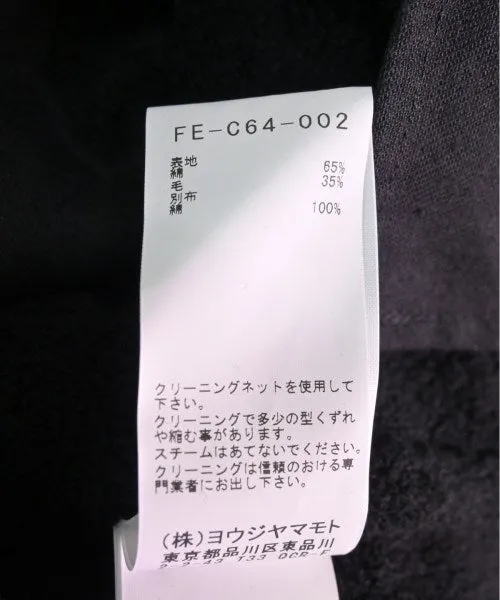 FE-C64-002
表地
綿 65%
毛 35%
別布
綿 100%
クリーニングネットを使用して
下さい。
クリーニングで多少の型くずれ
や縮む事があります。
スチームはあてないでください。
クリーニングは信頼のおける専
門業者にお出し下さい。
(株)ヨウジヤマモト
東京都品川区東品川